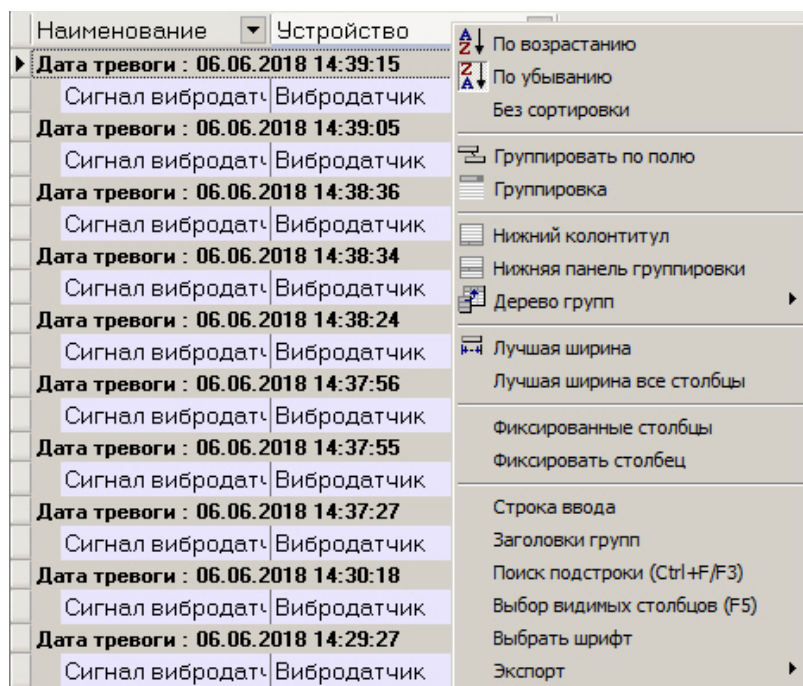 Наименование Устройство
Дата тревоги : 06.06.2018 14:39:15
Сигнал вибродатч Вибродатчик
Дата тревоги : 06.06.2018 14:39:05
Сигнал вибродатч Вибродатчик
Дата тревоги : 06.06.2018 14:38:36
Сигнал вибродатч Вибродатчик
Дата тревоги : 06.06.2018 14:38:34
Сигнал вибродатч Вибродатчик
Дата тревоги : 06.06.2018 14:38:24
Сигнал вибродатч Вибродатчик
Дата тревоги : 06.06.2018 14:37:56
Сигнал вибродатч Вибродатчик
Дата тревоги : 06.06.2018 14:37:55
Сигнал вибродатч Вибродатчик
Дата тревоги : 06.06.2018 14:37:27
Сигнал вибродатч Вибродатчик
Дата тревоги : 06.06.2018 14:30:18
Сигнал вибродатч Вибродатчик
Дата тревоги : 06.06.2018 14:29:27
Сигнал вибродатч Вибродатчик
По возрастанию
По убыванию
Без сортировки
Группировать по полю
Группировка
Нижний колонтитул
Нижняя панель группировки
Дерево групп
Лучшая ширина
Лучшая ширина все столбцы
Фиксированные столбцы
Фиксировать столбец
Строка ввода
Заголовки групп
Поиск подстроки (Ctrl+F/F3)
Выбор видимых столбцов (F5)
Выбрать шрифт
Экспорт